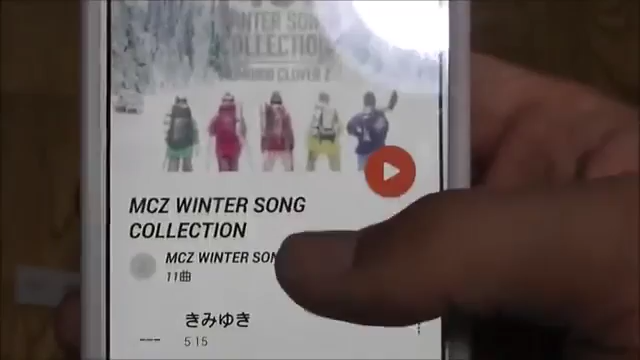 WINTER SONG
COLLECTION
MCZ WINTER SONG
COLLECTION
MCZ WINTER SON
11曲
きみゆき
5:15